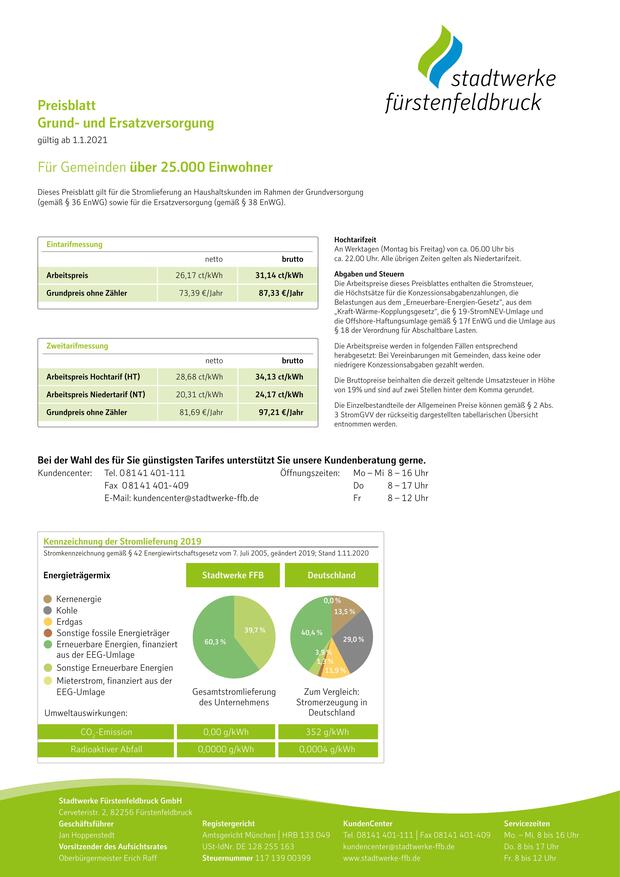 stadtwerke
fürstenfeldbruck
Preisblatt
Grund- und Ersatzversorgung
gültig ab 1.1.2021
Für Gemeinden über 25.000 Einwohner
Dieses Preisblatt gilt für die Stromlieferung an Haushaltskunden im Rahmen der Grundversorgung
(gemäß § 36 EnWG) sowie für die Ersatzversorgung (gemäß § 38 EnWG).
Eintarifmessung
netto brutto
Arbeitspreis 26,17 ct/kWh 31,14 ct/kWh
Grundpreis ohne Zähler 73,39 €/Jahr 87,33 €/Jahr
Zweitarifmessung
netto brutto
Arbeitspreis Hochtarif (HT) 28,68 ct/kWh 34,13 ct/kWh
Arbeitspreis Niedertarif (NT) 20,31 ct/kWh 24,17 ct/kWh
Grundpreis ohne Zähler 81,69 €/Jahr 97,21 €/Jahr
Hochtarifzeit
An Werktagen (Montag bis Freitag) von ca. 06.00 Uhr bis
ca. 22.00 Uhr. Alle übrigen Zeiten gelten als Niedertarifzeit.
Abgaben und Steuern
Die Arbeitspreise dieses Preisblattes enthalten die Stromsteuer,
die Höchstsätze für die Konzessionsabgabenzahlungen, die
Belastungen aus dem „Erneuerbare-Energien-Gesetz“, aus dem
„Kraft-Wärme-Kopplungsgesetz“, die § 19-StromNEV-Umlage und
die Offshore-Haftungsumlage gemäß § 17f EnWG und die Umlage aus
§ 18 der Verordnung für Abschaltbare Lasten.
Die Arbeitspreise werden in folgenden Fällen entsprechend
herabgesetzt: Bei Vereinbarungen mit Gemeinden, dass keine oder
niedrigere Konzessionsabgaben gezahlt werden.
Die Bruttopreise beinhalten die derzeit geltende Umsatzsteuer in Höhe
von 19% und sind auf zwei Stellen hinter dem Komma gerundet.
Die Einzelbestandteile der Allgemeinen Preise können gemäß § 2 Abs.
3 StromGVV der rückseitig dargestellten tabellarischen Übersicht
entnommen werden.
Bei der Wahl des für Sie günstigsten Tarifes unterstützt Sie unsere Kundenberatung gerne.
Kundencenter: Tel. 08141 401-111 Öffnungszeiten: Mo – Mi 8 – 16 Uhr
Fax 08141 401-409 Do 8 – 17 Uhr
E-Mail: kundencenter@stadtwerke-ffb.de Fr 8 – 12 Uhr
Kennzeichnung der Stromlieferung 2019
Stromkennzeichnung gemäß § 42 Energiewirtschaftsgesetz vom 7. Juli 2005, geändert 2019; Stand 1.11.2020
Energieträgermix Stadtwerke FFB Deutschland
Kernenergie
Kohle
Erdgas
Sonstige fossile Energieträger
Erneuerbare Energien, finanziert
aus der EEG-Umlage
Sonstige Erneuerbare Energien
Mieterstrom, finanziert aus der
EEG-Umlage
60,3 % 39,7 %
0,0 %
13,5 %
40,4 % 29,0 %
3,9 %
1,3 %
11,9 %
Gesamtstromlieferung
des Unternehmens
Zum Vergleich:
Stromerzeugung in
Deutschland
Umweltauswirkungen:
CO2-Emission 0,00 g/kWh 352 g/kWh
Radioaktiver Abfall 0,0000 g/kWh 0,0004 g/kWh
Stadtwerke Fürstenfeldbruck GmbH
Cerveteristr. 2, 82256 Fürstenfeldbruck
Geschäftsführer
Jan Hoppenstedt
Vorsitzender des Aufsichtsrates
Oberbürgermeister Erich Raff
Registergericht
Amtsgericht München | HRB 133 049
USt-IdNr. DE 128 255 163
Steuernummer 117 139 00399
KundenCenter
Tel. 08141 401-111 | Fax 08141 401-409
kundencenter@stadtwerke-ffb.de
www.stadtwerke-ffb.de
Servicezeiten
Mo. – Mi. 8 bis 16 Uhr
Do. 8 bis 17 Uhr
Fr. 8 bis 12 Uhr